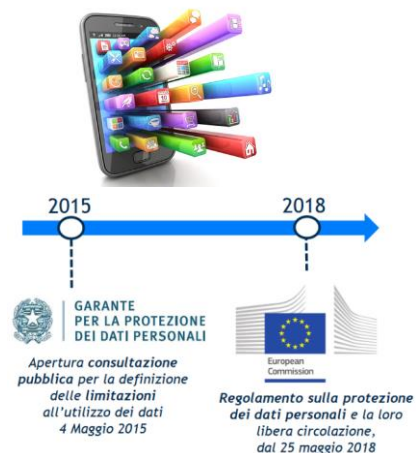 2015
2018
GARANTE
PER LA PROTEZIONE
DEI DATI PERSONALI
Apertura consultazione
pubblica per la definizione
delle limitazioni
all'utilizzo dei dati
4 Maggio 2015
European
Commission
Regolamento sulla protezione
dei dati personali e la loro
libera circolazione,
dal 25 maggio 2018